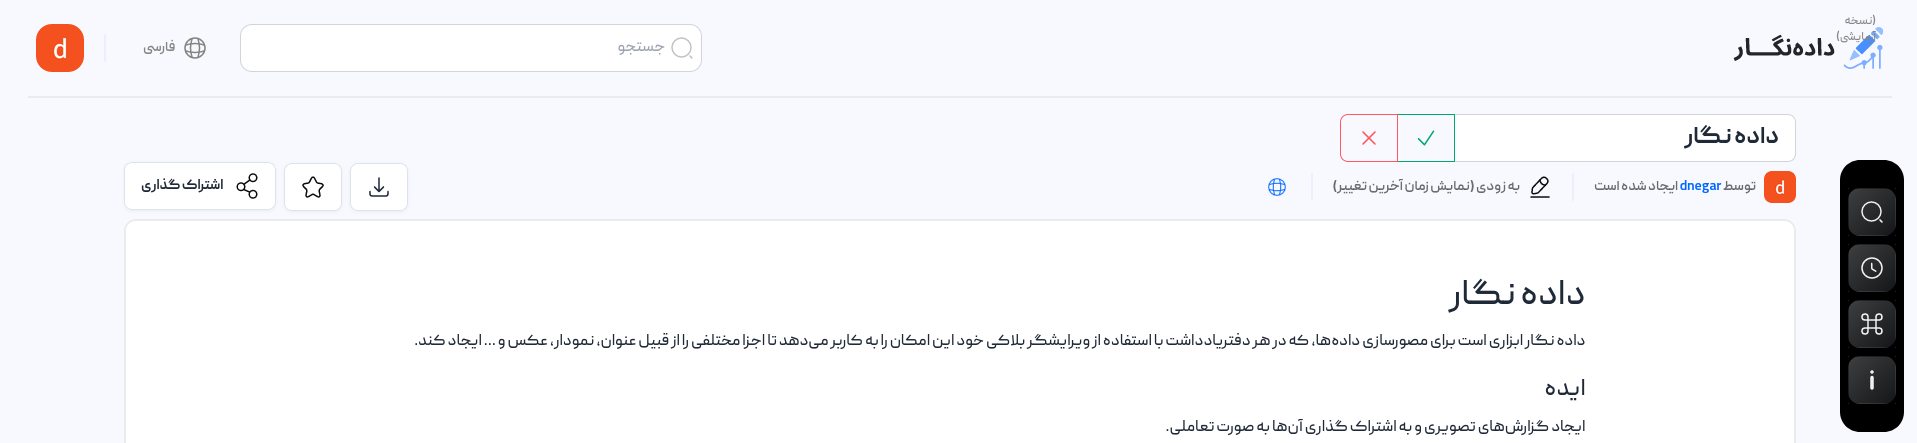 (نسخه
نمایشی)
داده‌نگـــار
جستجو
فارسی
d
داده نگار
d
توسط dnegar ایجاد شده است
به زودی (نمایش زمان آخرین تغییر)
اشتراک گذاری
داده نگار
داده نگار ابزاری است برای مصورسازی داده‌ها، که در هر دفتریادداشت با استفاده از ویرایشگر بلاکی خود این امکان را به کاربر می‌دهد تا اجزا مختلفی را از قبیل عنوان، نمودار، عکس و ... ایجاد کند.
ایده
ایجاد گزارش‌های تصویری و به اشتراک گذاری آن‌ها به صورت تعاملی.